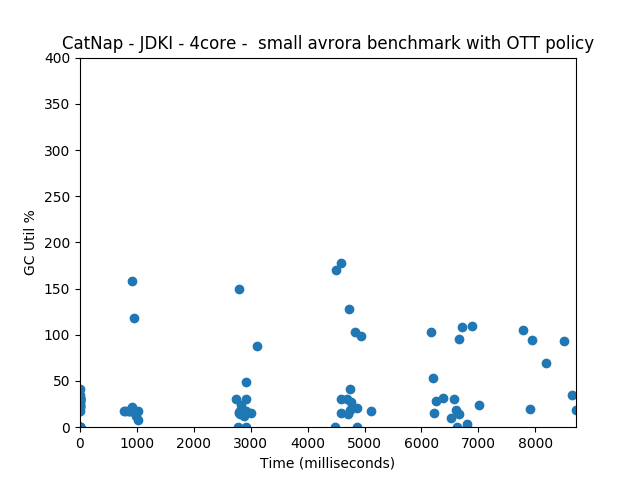 CatNap - JDKI - 4core -  small avrora benchmark with OTT policy
400
350
300
250
200
150
100
50
0
GC Util %
0 1000 2000 3000 4000 5000 6000 7000 8000
Time (milliseconds)